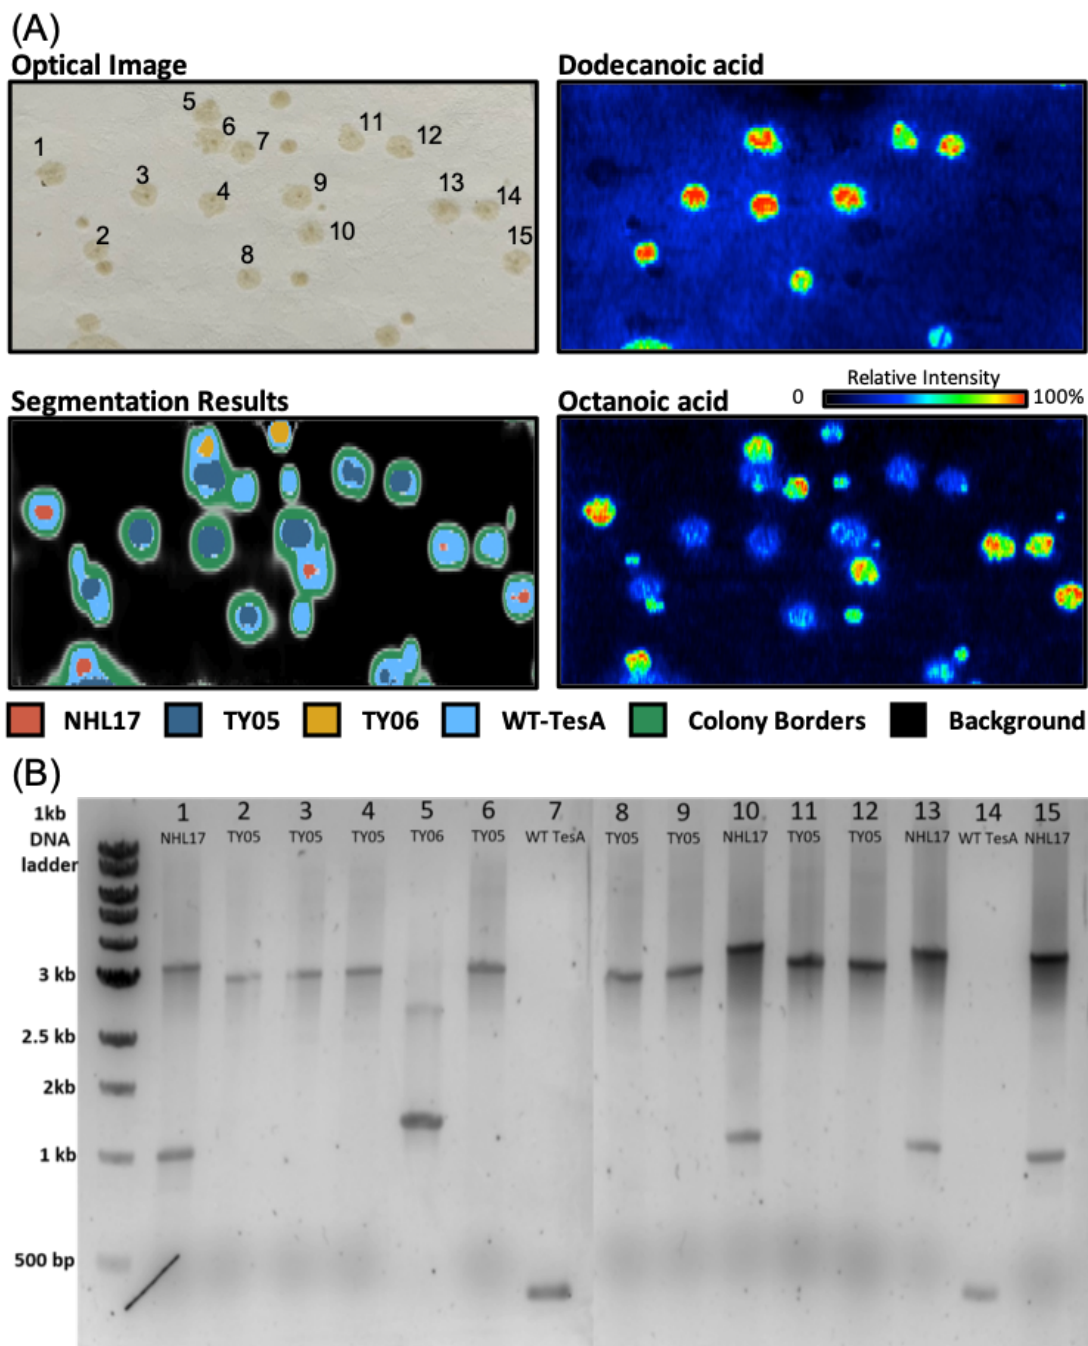 (A)
Optical Image
Dodecanoic acid
5
6
7
11
12
1
3
4
9
13
14
2
10
15
8
Segmentation Results
Octanoic acid
Relative Intensity
0
100%
NHL17
TY05
TY06
WT-TesA
Colony Borders
Background
(B)
1kb
DNA
ladder
1 2 3 4 5 6 7 8 9 10 11 12 13 14 15
NHL17 TY05 TY05 TY05 TY06 TY05 WT TesA TY05 TY05 NHL17 TY05 TY05 NHL17 WT TesA NHL17
3 kb
2.5 kb
2kb
1 kb
500 bp